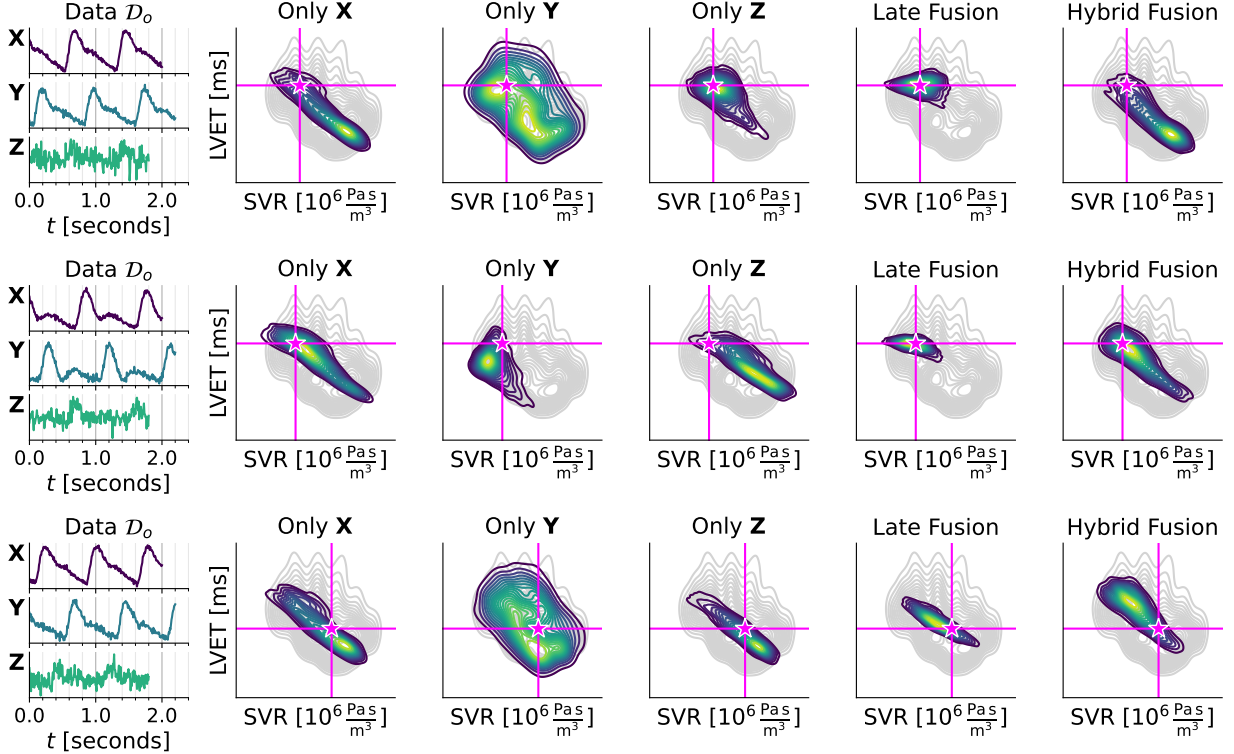 Data 𝒟ₒ Only X Only Y Only Z Late Fusion Hybrid Fusion
X
Y
Z
LVET [ms]
0.0 1.0 2.0
t [seconds]
SVR [10⁶ Pa s/m³] SVR [10⁶ Pa s/m³] SVR [10⁶ Pa s/m³] SVR [10⁶ Pa s/m³] SVR [10⁶ Pa s/m³]
Data 𝒟ₒ Only X Only Y Only Z Late Fusion Hybrid Fusion
X
Y
Z
LVET [ms]
0.0 1.0 2.0
t [seconds]
SVR [10⁶ Pa s/m³] SVR [10⁶ Pa s/m³] SVR [10⁶ Pa s/m³] SVR [10⁶ Pa s/m³] SVR [10⁶ Pa s/m³]
Data 𝒟ₒ Only X Only Y Only Z Late Fusion Hybrid Fusion
X
Y
Z
LVET [ms]
0.0 1.0 2.0
t [seconds]
SVR [10⁶ Pa s/m³] SVR [10⁶ Pa s/m³] SVR [10⁶ Pa s/m³] SVR [10⁶ Pa s/m³] SVR [10⁶ Pa s/m³]